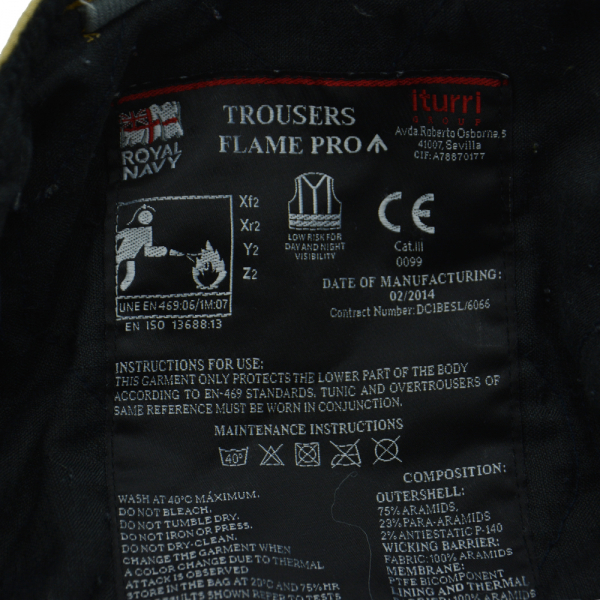 ROYAL
NAVY
TROUSERS
FLAME PRO
iturri
GROUP
Avda.Roberto Osborne, 5
41007, Sevilla
CIF: A78870177
Xf2
Xr2
Y2
Z2
UNE EN 469:06/1M:07
EN ISO 13688:13
LOW RISK FOR
DAY AND NIGHT
VISIBILITY
CE
Cat.III
0099
DATE OF MANUFACTURING:
02/2014
Contract Number: DC1BESL/6066
INSTRUCTIONS FOR USE:
THIS GARMENT ONLY PROTECTS THE LOWER PART OF THE BODY
ACCORDING TO EN-469 STANDARDS, TUNIC AND OVERTROUSERS OF
SAME REFERENCE MUST BE WORN IN CONJUNCTION.
MAINTENANCE INSTRUCTIONS
40°
WASH AT 40ºC MÁXIMUM.
DO NOT BLEACH.
DO NOT TUMBLE DRY.
DO NOT IRON OR PRESS.
DO NOT DRY-CLEAN.
CHANGE THE GARMENT WHEN
A COLOR CHANGE DUE TO THERMAL
ATTACK IS OBSERVED
STORE IN THE BAG AT 20ºC AND 75% HR
COMPOSITION:
OUTERSHELL:
75% ARAMIDS.
23% PARA-ARAMIDS
2% ANTISTATIC P-140
WICKING BARRIER:
FABRIC: 100% ARAMIDS
MEMBRANE:
PTFE BICOMPONENT
LINING AND THERMAL